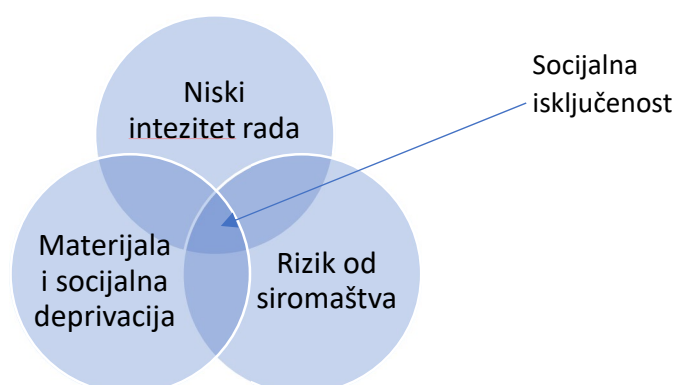 Niski
intezitet rada
Socijalna
isključenost
Materijala
i socijalna
deprivacija
Rizik od
siromaštva